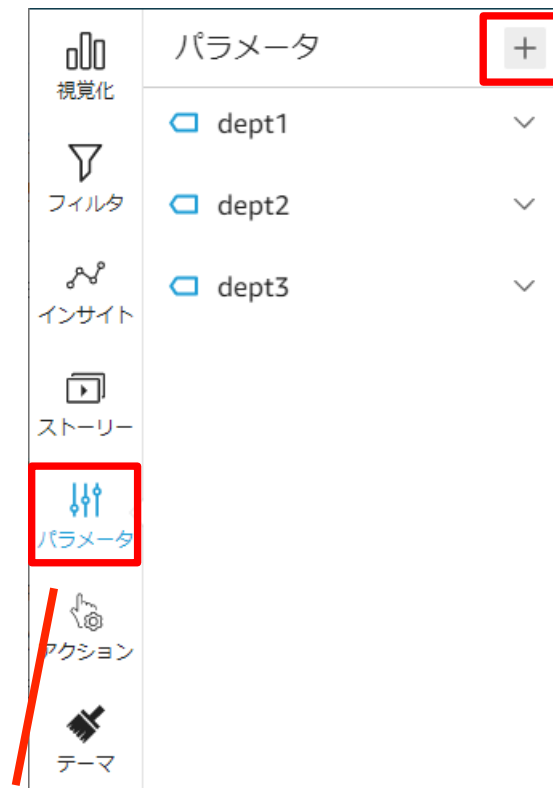 パラメータ
視覚化
dept1
フィルタ
dept2
インサイト
dept3
ストーリー
パラメータ
アクション
テーマ